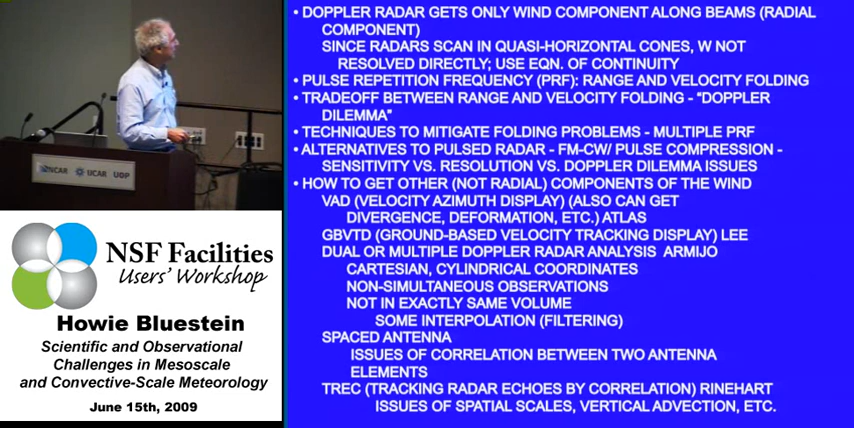 NCAR UCAR UOP
NSF Facilities
Users' Workshop
Howie Bluestein
Scientific and Observational
Challenges in Mesoscale
and Convective-Scale Meteorology
June 15th, 2009
• DOPPLER RADAR GETS ONLY WIND COMPONENT ALONG BEAMS (RADIAL
COMPONENT)
SINCE RADARS SCAN IN QUASI-HORIZONTAL CONES, W NOT
RESOLVED DIRECTLY; USE EQN. OF CONTINUITY
• PULSE REPETITION FREQUENCY (PRF): RANGE AND VELOCITY FOLDING
• TRADEOFF BETWEEN RANGE AND VELOCITY FOLDING - “DOPPLER
DILEMMA”
• TECHNIQUES TO MITIGATE FOLDING PROBLEMS - MULTIPLE PRF
• ALTERNATIVES TO PULSED RADAR - FM-CW/ PULSE COMPRESSION -
SENSITIVITY VS. RESOLUTION VS. DOPPLER DILEMMA ISSUES
• HOW TO GET OTHER (NOT RADIAL) COMPONENTS OF THE WIND
VAD (VELOCITY AZIMUTH DISPLAY) (ALSO CAN GET
DIVERGENCE, DEFORMATION, ETC.) ATLAS
GBVTD (GROUND-BASED VELOCITY TRACKING DISPLAY) LEE
DUAL OR MULTIPLE DOPPLER RADAR ANALYSIS ARMIJO
CARTESIAN, CYLINDRICAL COORDINATES
NON-SIMULTANEOUS OBSERVATIONS
NOT IN EXACTLY SAME VOLUME
SOME INTERPOLATION (FILTERING)
SPACED ANTENNA
ISSUES OF CORRELATION BETWEEN TWO ANTENNA
ELEMENTS
TREC (TRACKING RADAR ECHOES BY CORRELATION) RINEHART
ISSUES OF SPATIAL SCALES, VERTICAL ADVECTION, ETC.